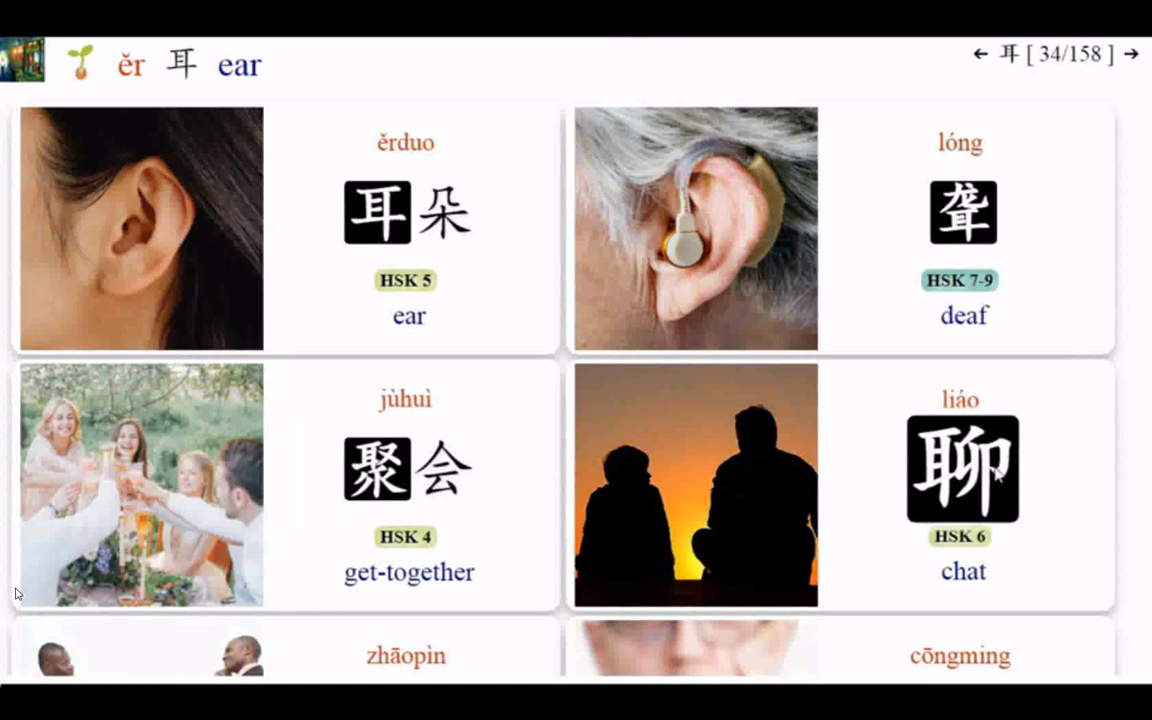 ěr 耳 ear
← 耳 [ 34/158 ] →
ěrduo
耳朵
HSK 5
ear
lóng
聋
HSK 7-9
deaf
jùhuì
聚会
HSK 4
get-together
liáo
聊
HSK 6
chat
zhāopìn
cōngming